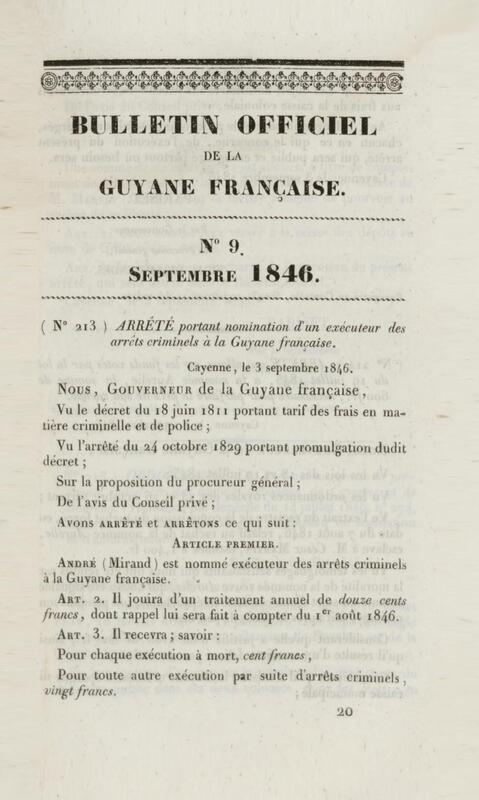 BULLETIN OFFICIEL
DE LA
GUYANE FRANÇAISE.
N° 9.
SEPTEMBRE 1846.
( N° 213 ) ARRÊTÉ portant nomination d'un exécuteur des
arrêts criminels à la Guyane française.
Cayenne, le 3 septembre 1846.
NOUS, GOUVERNEUR de la Guyane française,
Vu le décret du 18 juin 1811 portant tarif des frais en ma-
tière criminelle et de police ;
Vu l'arrêté du 24 octobre 1829 portant promulgation dudit
décret ;
Sur la proposition du procureur général ;
De l'avis du Conseil privé ;
Avons ARRÊTÉ et ARRÊTONS ce qui suit :
ARTICLE PREMIER.
ANDRÉ (Mirand) est nommé exécuteur des arrêts criminels
à la Guyane française.
ART. 2. Il jouira d'un traitement annuel de douze cents
francs, dont rappel lui sera fait à compter du 1er août 1846.
ART. 3. Il recevra ; savoir :
Pour chaque exécution à mort, cent francs,
Pour toute autre exécution par suite d'arrêts criminels,
vingt francs.
20